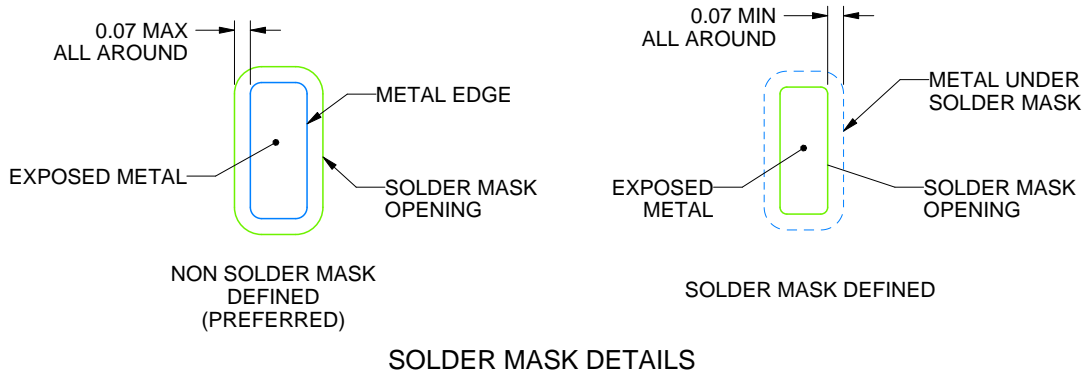 0.07 MAX
ALL AROUND
METAL EDGE
EXPOSED METAL
SOLDER MASK
OPENING
NON SOLDER MASK
DEFINED
(PREFERRED)
0.07 MIN
ALL AROUND
METAL UNDER
SOLDER MASK
EXPOSED
METAL
SOLDER MASK
OPENING
SOLDER MASK DEFINED
SOLDER MASK DETAILS